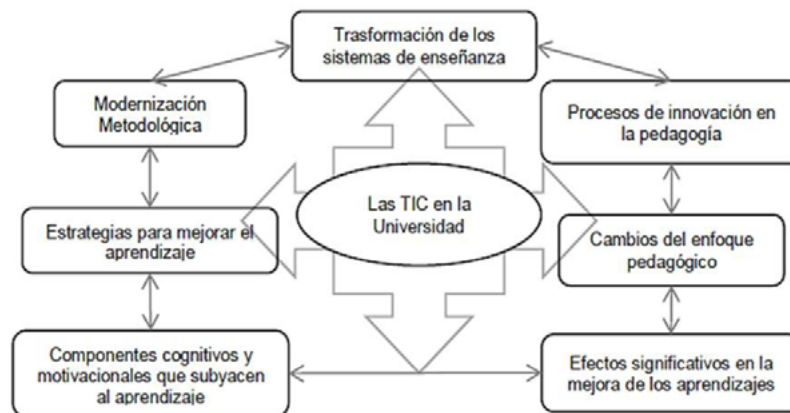 Trasformación de los
sistemas de enseñanza
Modernización
Metodológica
Procesos de innovación en
la pedagogía
Las TIC en la
Universidad
Estrategias para mejorar el
aprendizaje
Cambios del enfoque
pedagógico
Componentes cognitivos y
motivacionales que subyacen
al aprendizaje
Efectos significativos en la
mejora de los aprendizajes